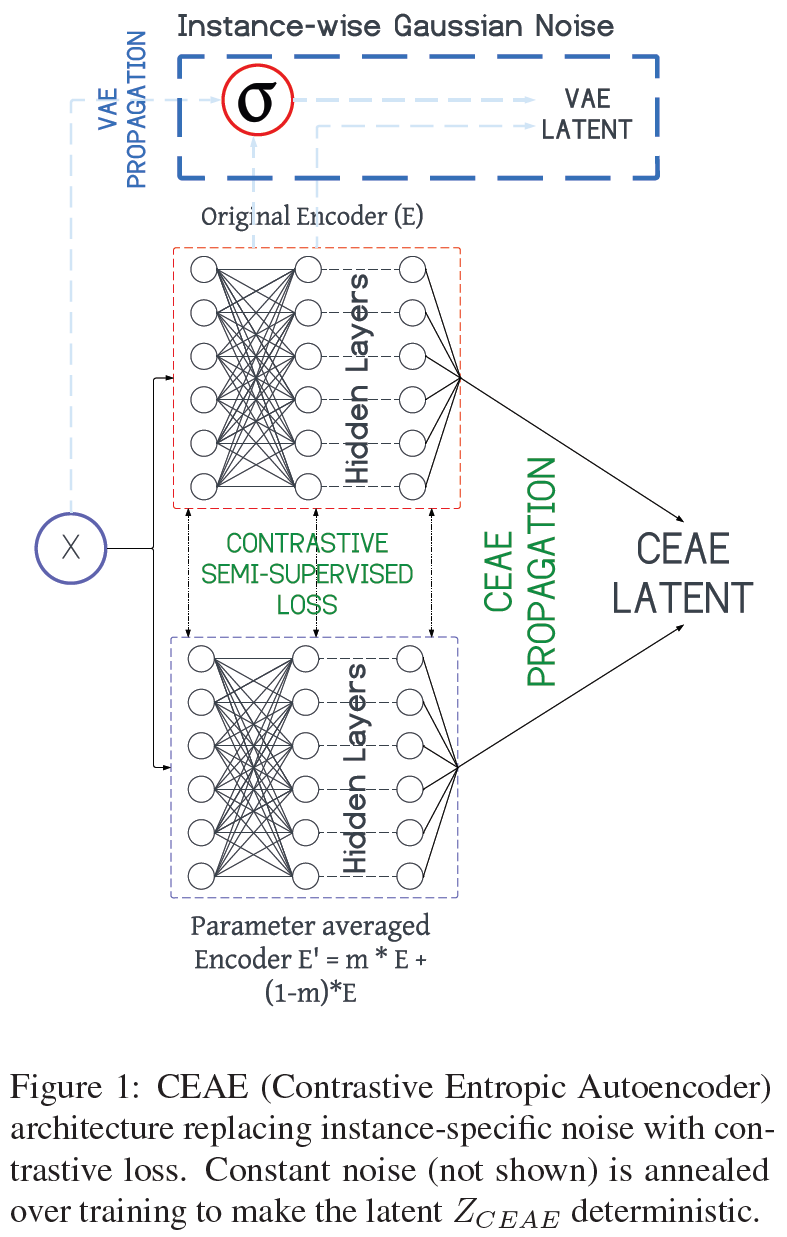 Instance-wise Gaussian Noise
VAE
PROPAGATION
σ
VAE
LATENT
Original Encoder (E)
Hidden Layers
X
CONTRASTIVE
SEMI-SUPERVISED
LOSS
CEAE
PROPAGATION
CEAE
LATENT
Hidden Layers
Parameter averaged
Encoder E' = m * E +
(1-m)*E
Figure 1: CEAE (Contrastive Entropic Autoencoder)
architecture replacing instance-specific noise with con-
trastive loss. Constant noise (not shown) is annealed
over training to make the latent Z_{CEAE} deterministic.